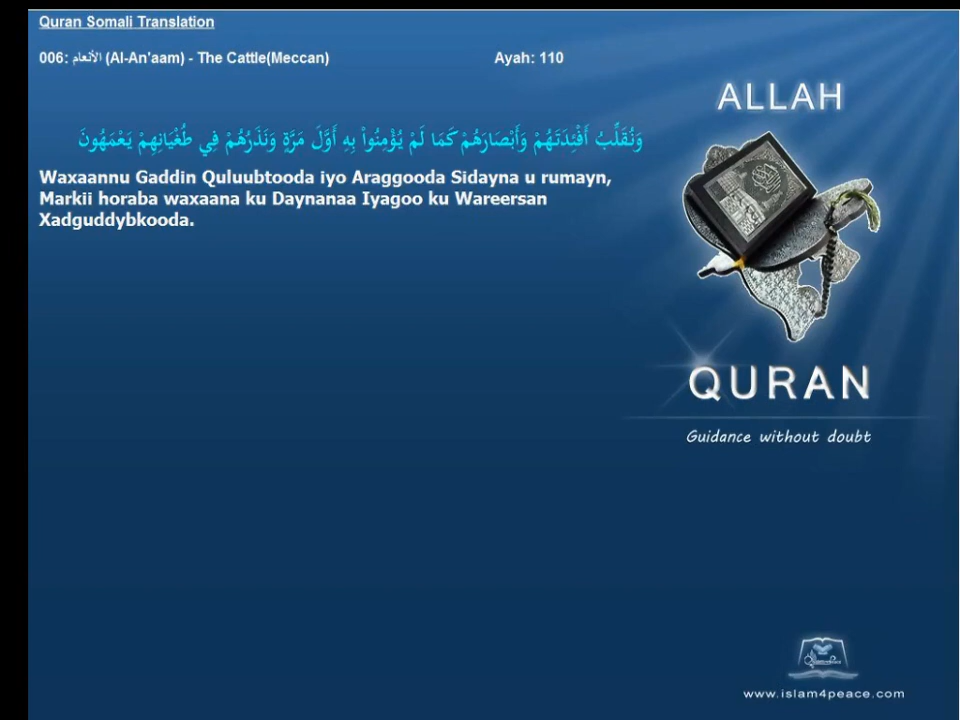 Quran Somali Translation
006: الأنعام (Al-An'aam) - The Cattle(Meccan) Ayah: 110
ALLAH
وَنُقَلِّبُ أَفْئِدَتَهُمْ وَأَبْصَارَهُمْ كَمَا لَمْ يُؤْمِنُواْ بِهِ أَوَّلَ مَرَّةٍ وَنَذَرُهُمْ فِي طُغْيَانِهِمْ يَعْمَهُونَ
Waxaannu Gaddin Quluubtooda iyo Araggooda Sidayna u rumayn,
Markii horaba waxaana ku Daynanaa Iyagoo ku Wareersan
Xadguddybkooda.
QURAN
Guidance without doubt
www.islam4peace.com